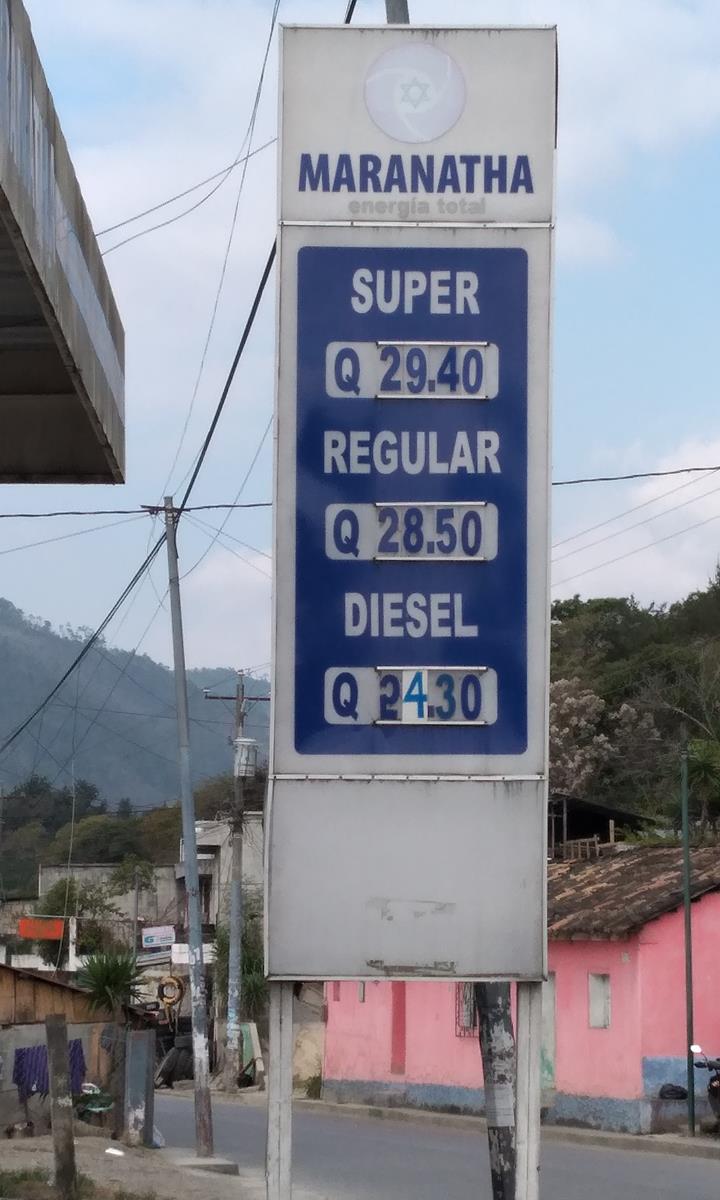 MARANATHA
energía total
SUPER
Q 29.40
REGULAR
Q 28.50
DIESEL
Q 24.30